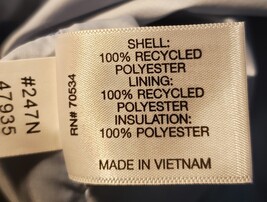 SHELL:
100% RECYCLED
POLYESTER
LINING:
100% RECYCLED
POLYESTER
INSULATION:
100% POLYESTER
MADE IN VIETNAM
RN# 70534
#247N
47935